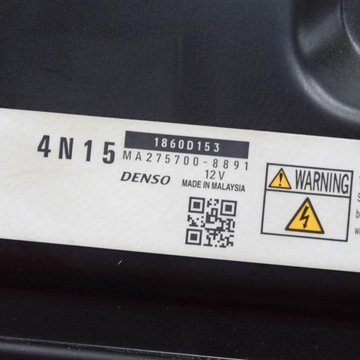 4N15
1860D153
MA275700-8891
12V
DENSO
MADE IN MALAYSIA
WARNING